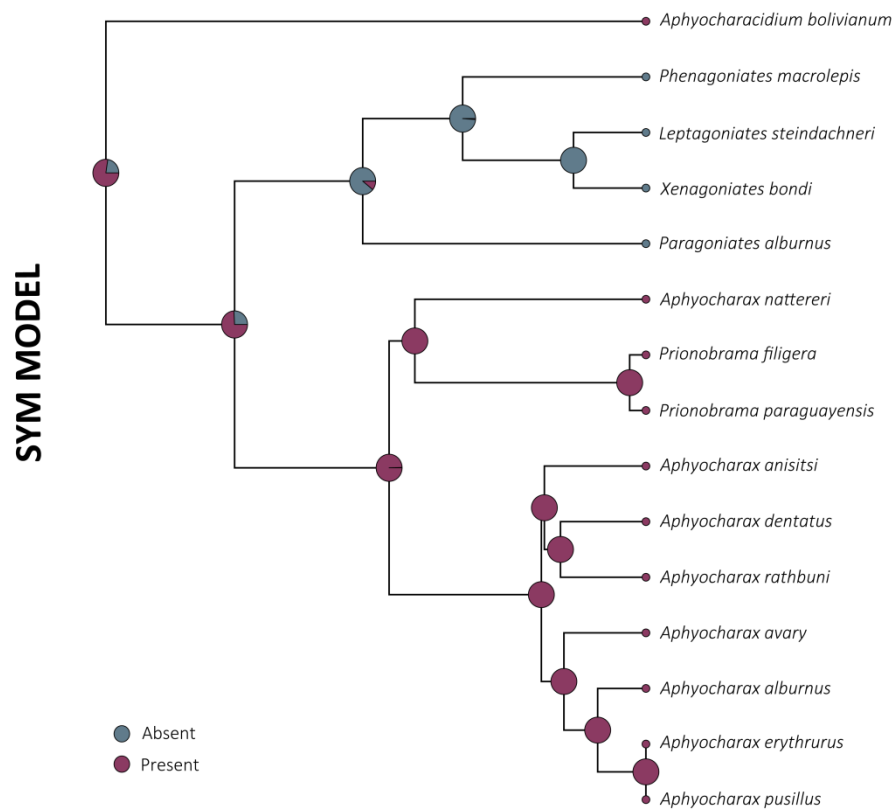 SYM MODEL
Aphyocharacidium bolivianum
Phenagoniates macrolepis
Leptagoniates steindachneri
Xenagoniates bondi
Paragoniates alburnus
Aphyocharax nattereri
Prionobrama filigera
Prionobrama paraguayensis
Aphyocharax anisitsi
Aphyocharax dentatus
Aphyocharax rathbuni
Aphyocharax avary
Aphyocharax alburnus
Aphyocharax erythrurus
Aphyocharax pusillus
Absent
Present